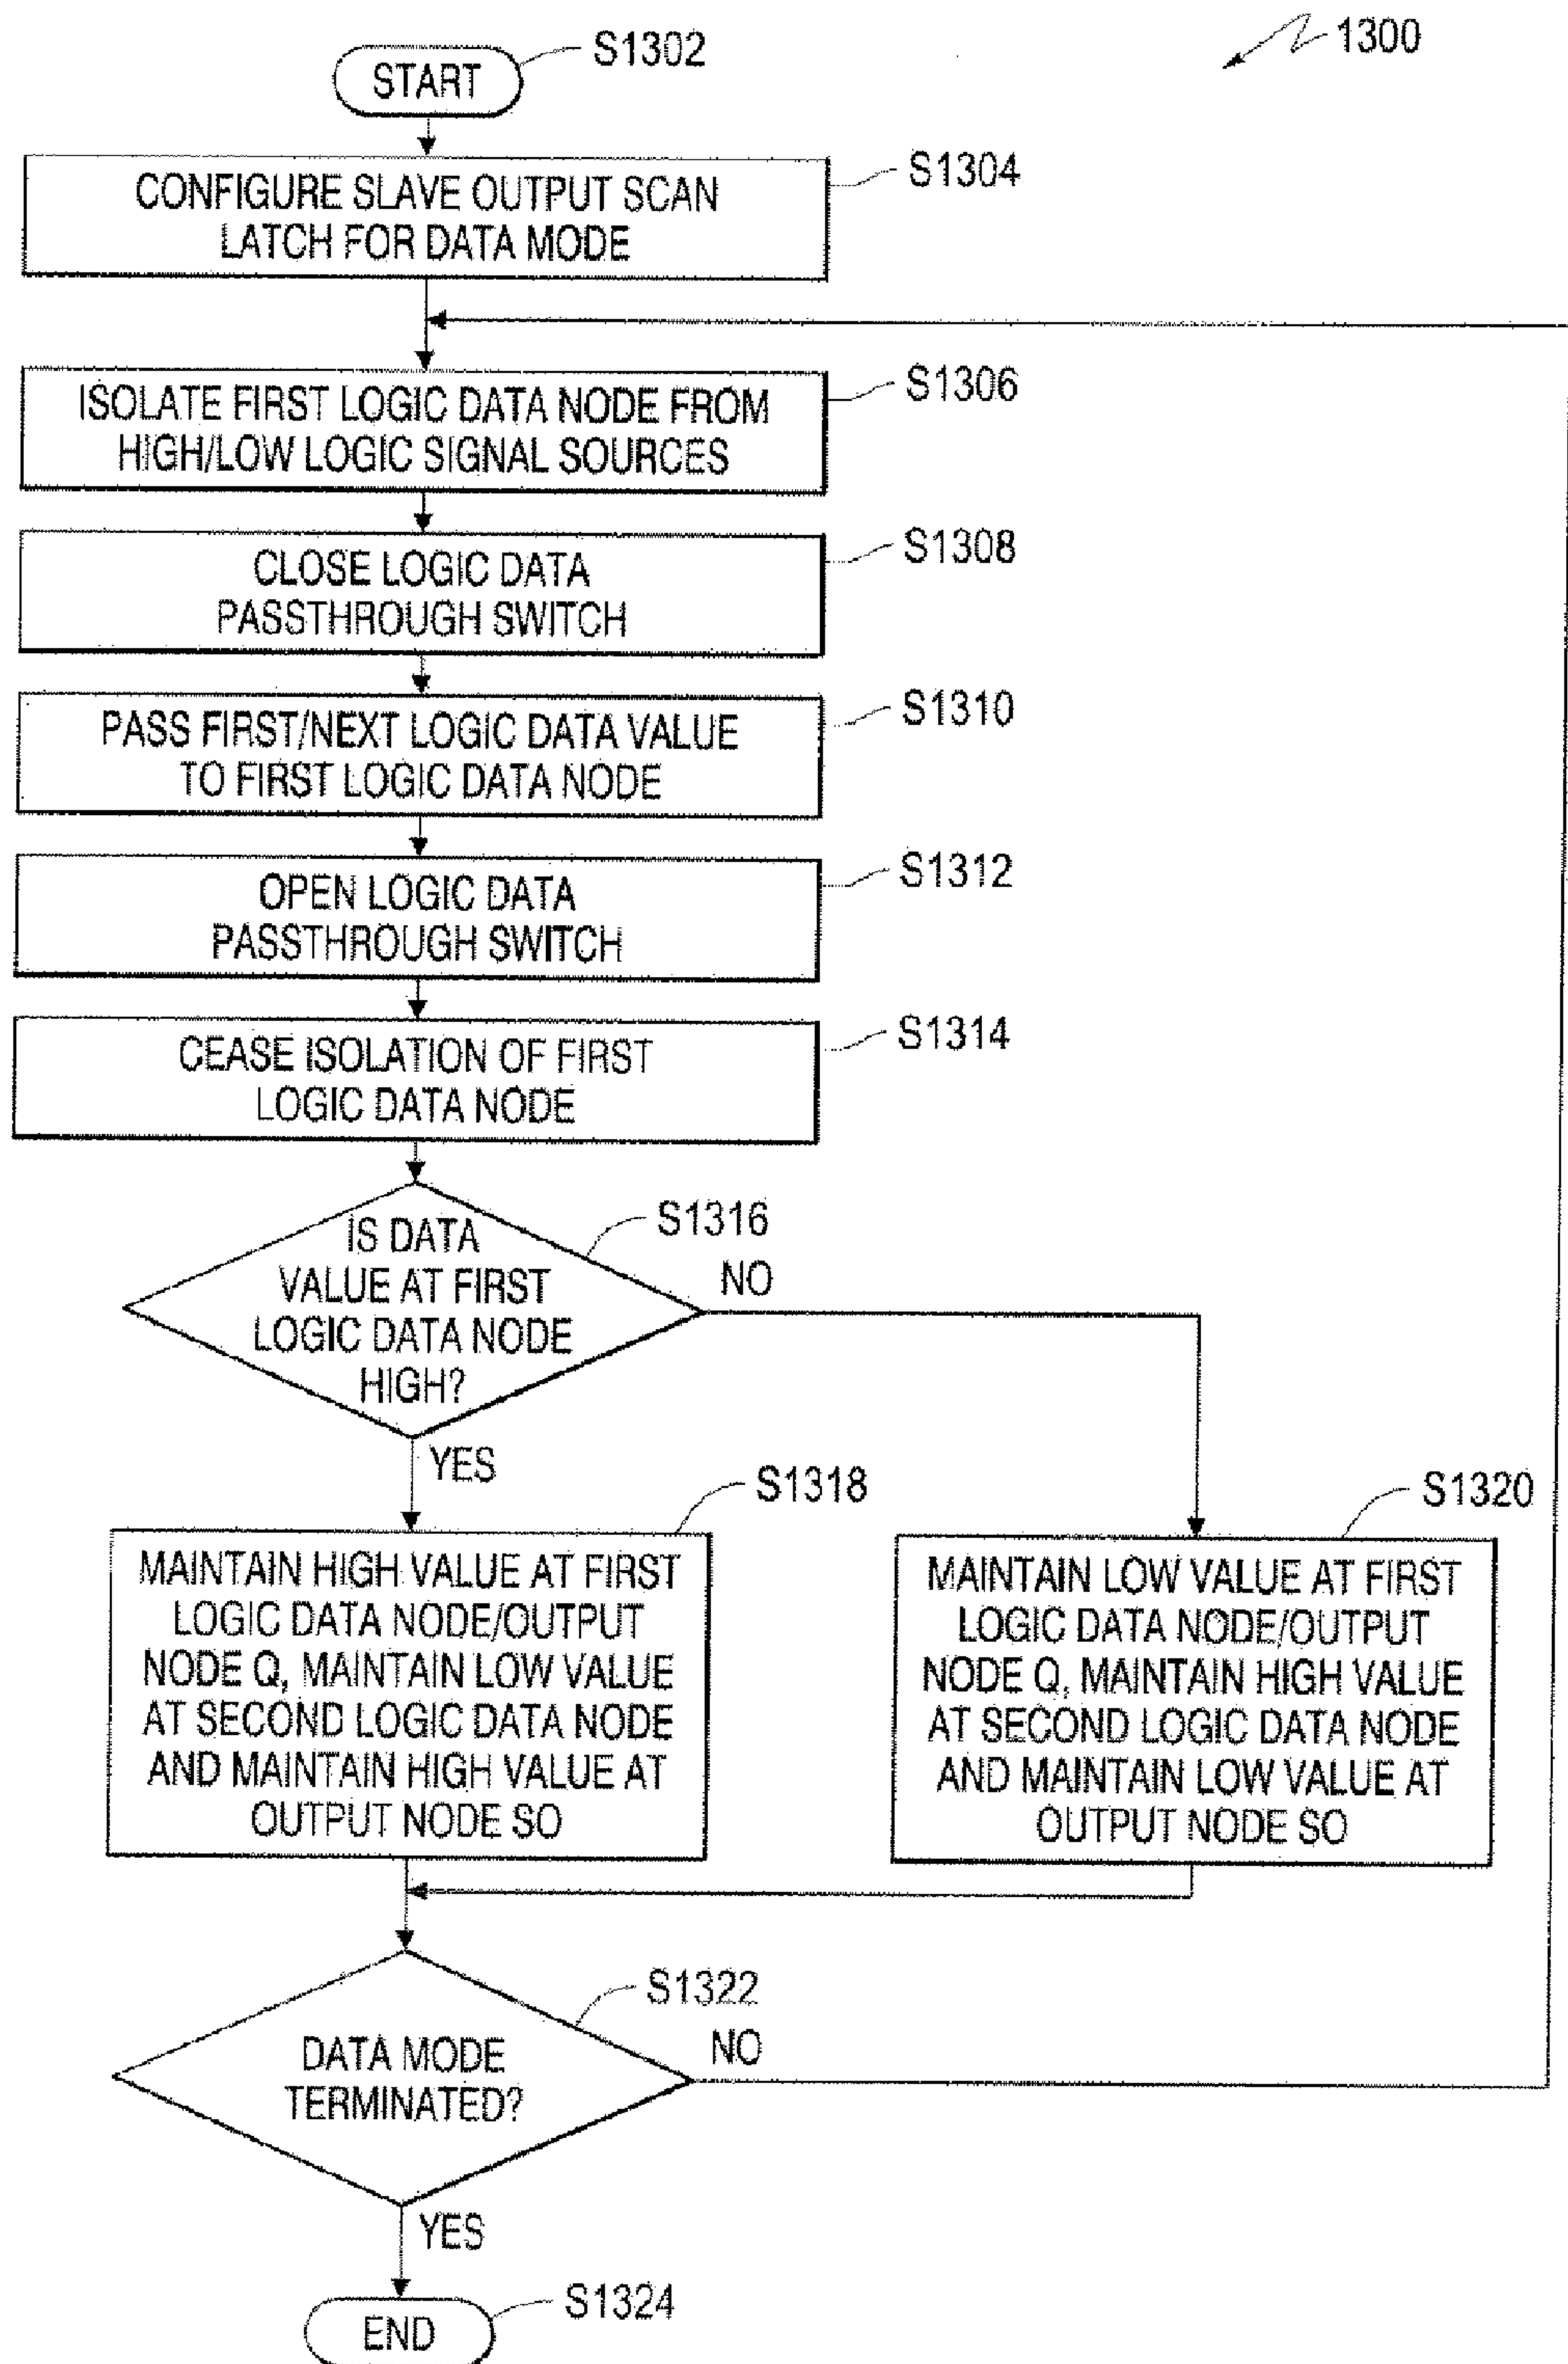 1300
START
S1302
CONFIGURE SLAVE OUTPUT SCAN
LATCH FOR DATA MODE
S1304
ISOLATE FIRST LOGIC DATA NODE FROM
HIGH/LOW LOGIC SIGNAL SOURCES
S1306
CLOSE LOGIC DATA
PASSTHROUGH SWITCH
S1308
PASS FIRST/NEXT LOGIC DATA VALUE
TO FIRST LOGIC DATA NODE
S1310
OPEN LOGIC DATA
PASSTHROUGH SWITCH
S1312
CEASE ISOLATION OF FIRST
LOGIC DATA NODE
S1314
IS DATA
VALUE AT FIRST
LOGIC DATA NODE
HIGH?
S1316
NO
YES
MAINTAIN HIGH VALUE AT FIRST
LOGIC DATA NODE/OUTPUT
NODE Q, MAINTAIN LOW VALUE
AT SECOND LOGIC DATA NODE
AND MAINTAIN HIGH VALUE AT
OUTPUT NODE SO
S1318
MAINTAIN LOW VALUE AT FIRST
LOGIC DATA NODE/OUTPUT
NODE Q, MAINTAIN HIGH VALUE
AT SECOND LOGIC DATA NODE
AND MAINTAIN LOW VALUE AT
OUTPUT NODE SO
S1320
DATA MODE
TERMINATED?
S1322
NO
YES
END
S1324